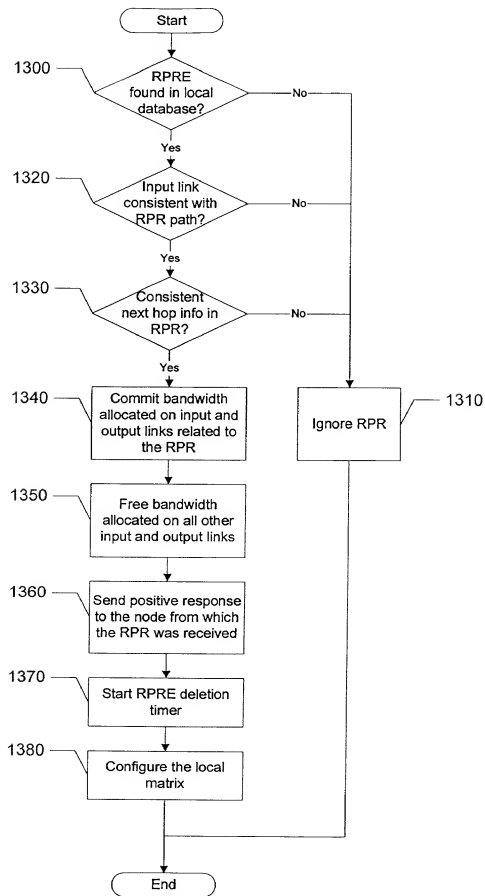 Start
1300
RPRE
found in local
database?
No
Yes
1320
Input link
consistent with
RPR path?
No
Yes
1330
Consistent
next hop info in
RPR?
No
Yes
1340
Commit bandwidth
allocated on input and
output links related to
the RPR
1310
Ignore RPR
1350
Free bandwidth
allocated on all other
input and output links
1360
Send positive response
to the node from which
the RPR was received
1370
Start RPRE deletion
timer
1380
Configure the local
matrix
End